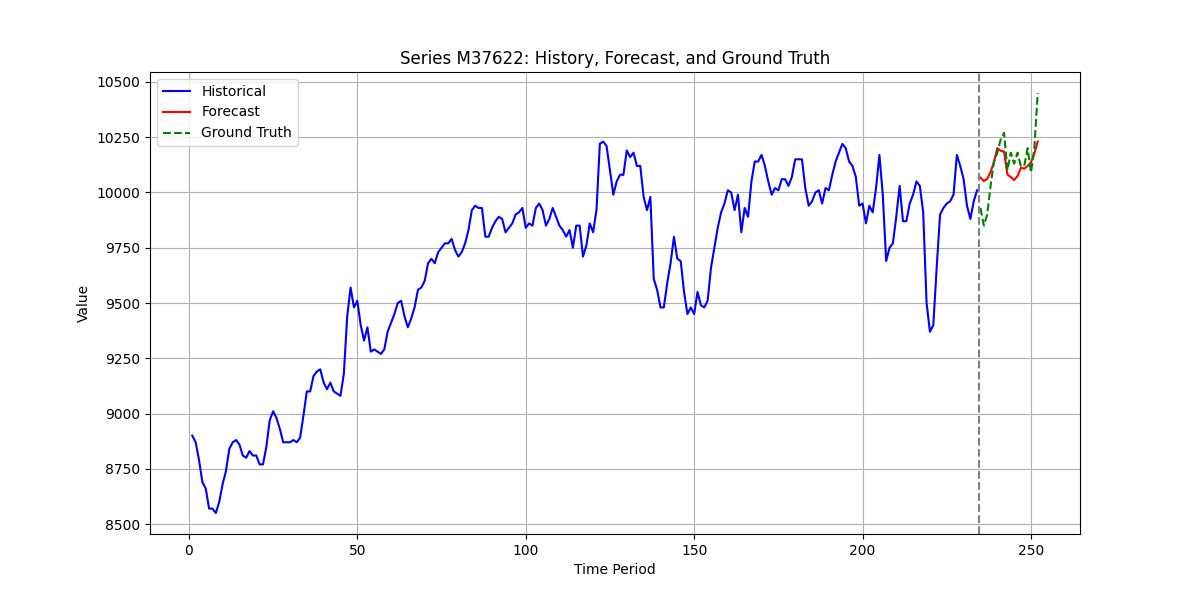 Series M37622: History, Forecast, and Ground Truth
Historical
Forecast
Ground Truth
10500
10250
10000
9750
9500
9250
9000
8750
8500
Value
0 50 100 150 200 250
Time Period